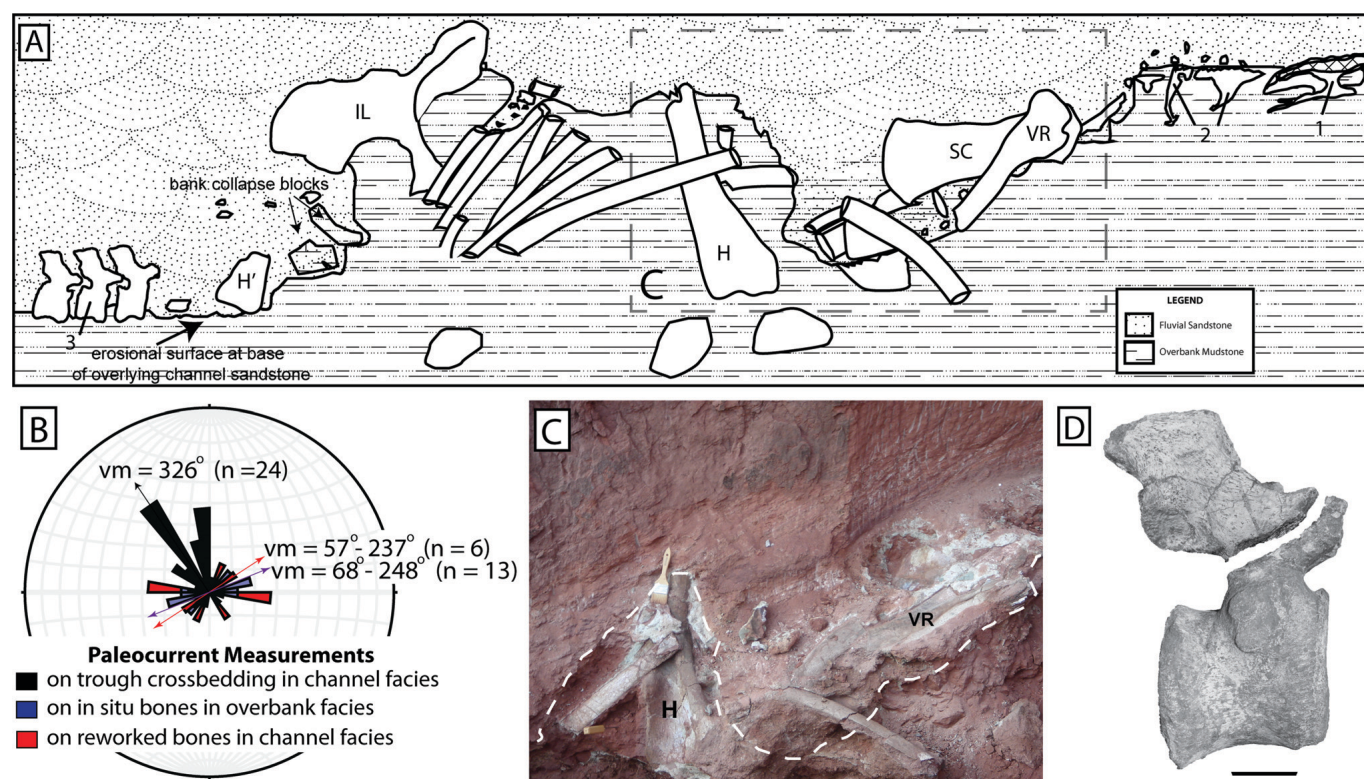 A
IL
VR
SC
2
1
bank collapse blocks
H
H'
C
3
erosional surface at base
of overlying channel sandstone
LEGEND
Fluvial Sandstone
Overbank Mudstone
B
vm = 326° (n =24)
vm = 57°- 237° (n = 6)
vm = 68°- 248° (n = 13)
Paleocurrent Measurements
on trough crossbedding in channel facies
on in situ bones in overbank facies
on reworked bones in channel facies
C
VR
H
D